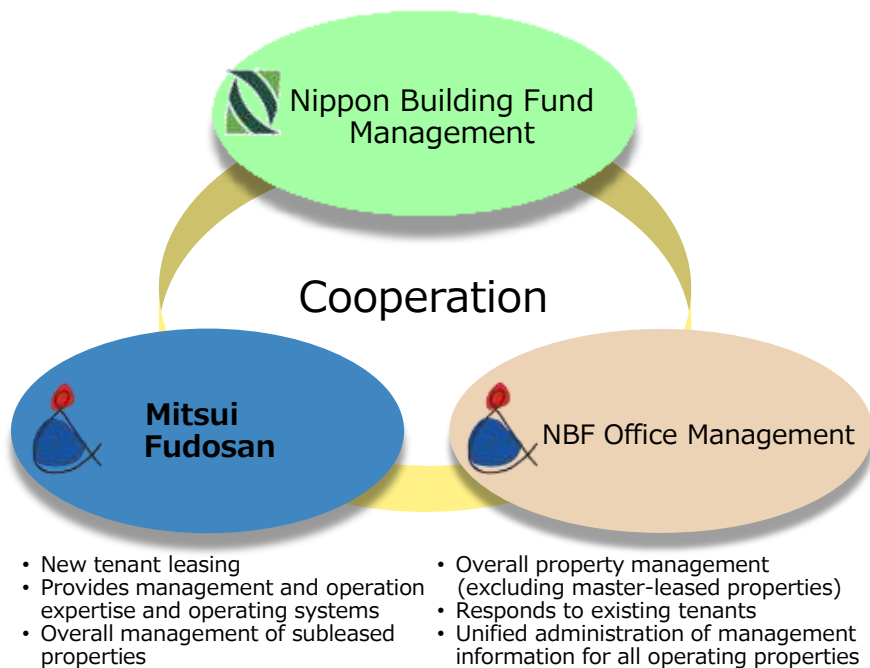 Nippon Building Fund
Management
Cooperation
Mitsui
Fudosan
NBF Office Management
• New tenant leasing
• Provides management and operation
expertise and operating systems
• Overall management of subleased
properties
• Overall property management
(excluding master-leased properties)
• Responds to existing tenants
• Unified administration of management
information for all operating properties